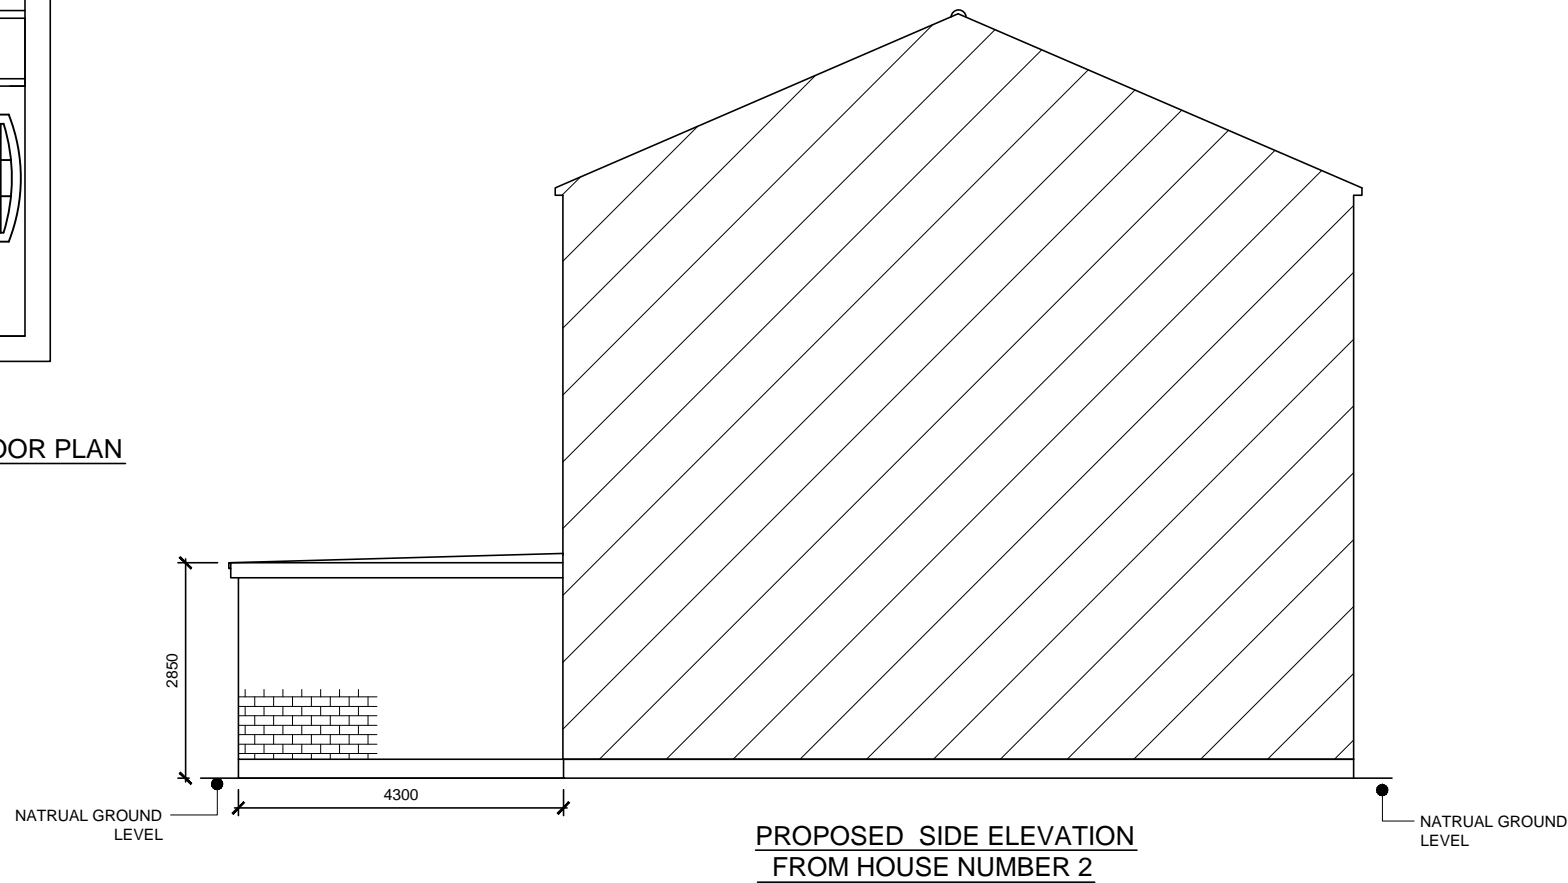 OOR PLAN
2850
4300
NATRUAL GROUND
LEVEL
PROPOSED SIDE ELEVATION
FROM HOUSE NUMBER 2
NATRUAL GROUND
LEVEL